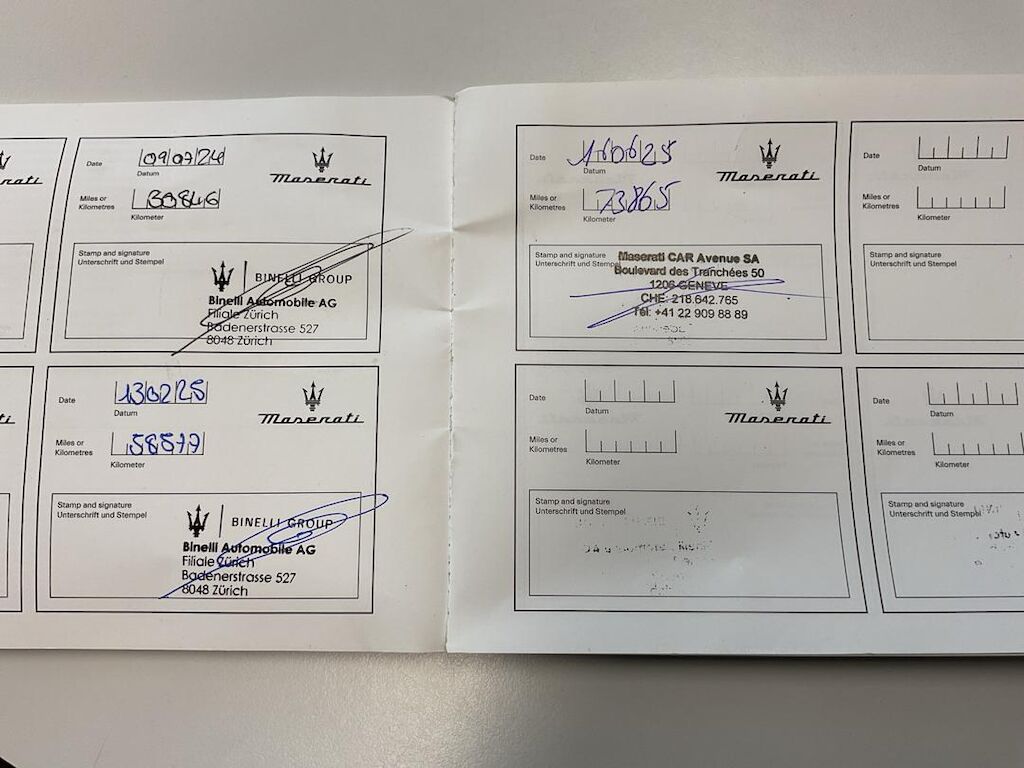 Date 09|07|24
Datum
Maserati
Miles or
Kilometres
Kilometer
Stamp and signature
Unterschrift und Stempel
BINELLI GROUP
Binelli Automobile AG
Filiale Zürich
Badenerstrasse 527
8048 Zürich
Date 13|02|25
Datum
Maserati
Miles or
Kilometres 58577
Kilometer
Stamp and signature
Unterschrift und Stempel
BINELLI GROUP
Binelli Automobile AG
Filiale Zürich
Badenerstrasse 527
8048 Zürich
Date
Datum
Maserati
Miles or
Kilometres 73865
Kilometer
Stamp and signature
Unterschrift und Stempel
Maserati CAR Avenue SA
Boulevard des Tranchées 50
1206 GENEVE
CHE: 218.642.765
Tél: +41 22 909 88 89
Date
Datum
Maserati
Miles or
Kilometres
Kilometer
Stamp and signature
Unterschrift und Stempel
Date
Datum
Miles or
Kilometres
Kilometer
Stamp and signature
Unterschrift und Stempel
Date
Datum
Miles or
Kilometres
Kilometer
Stamp and signature
Unterschrift und Stempel